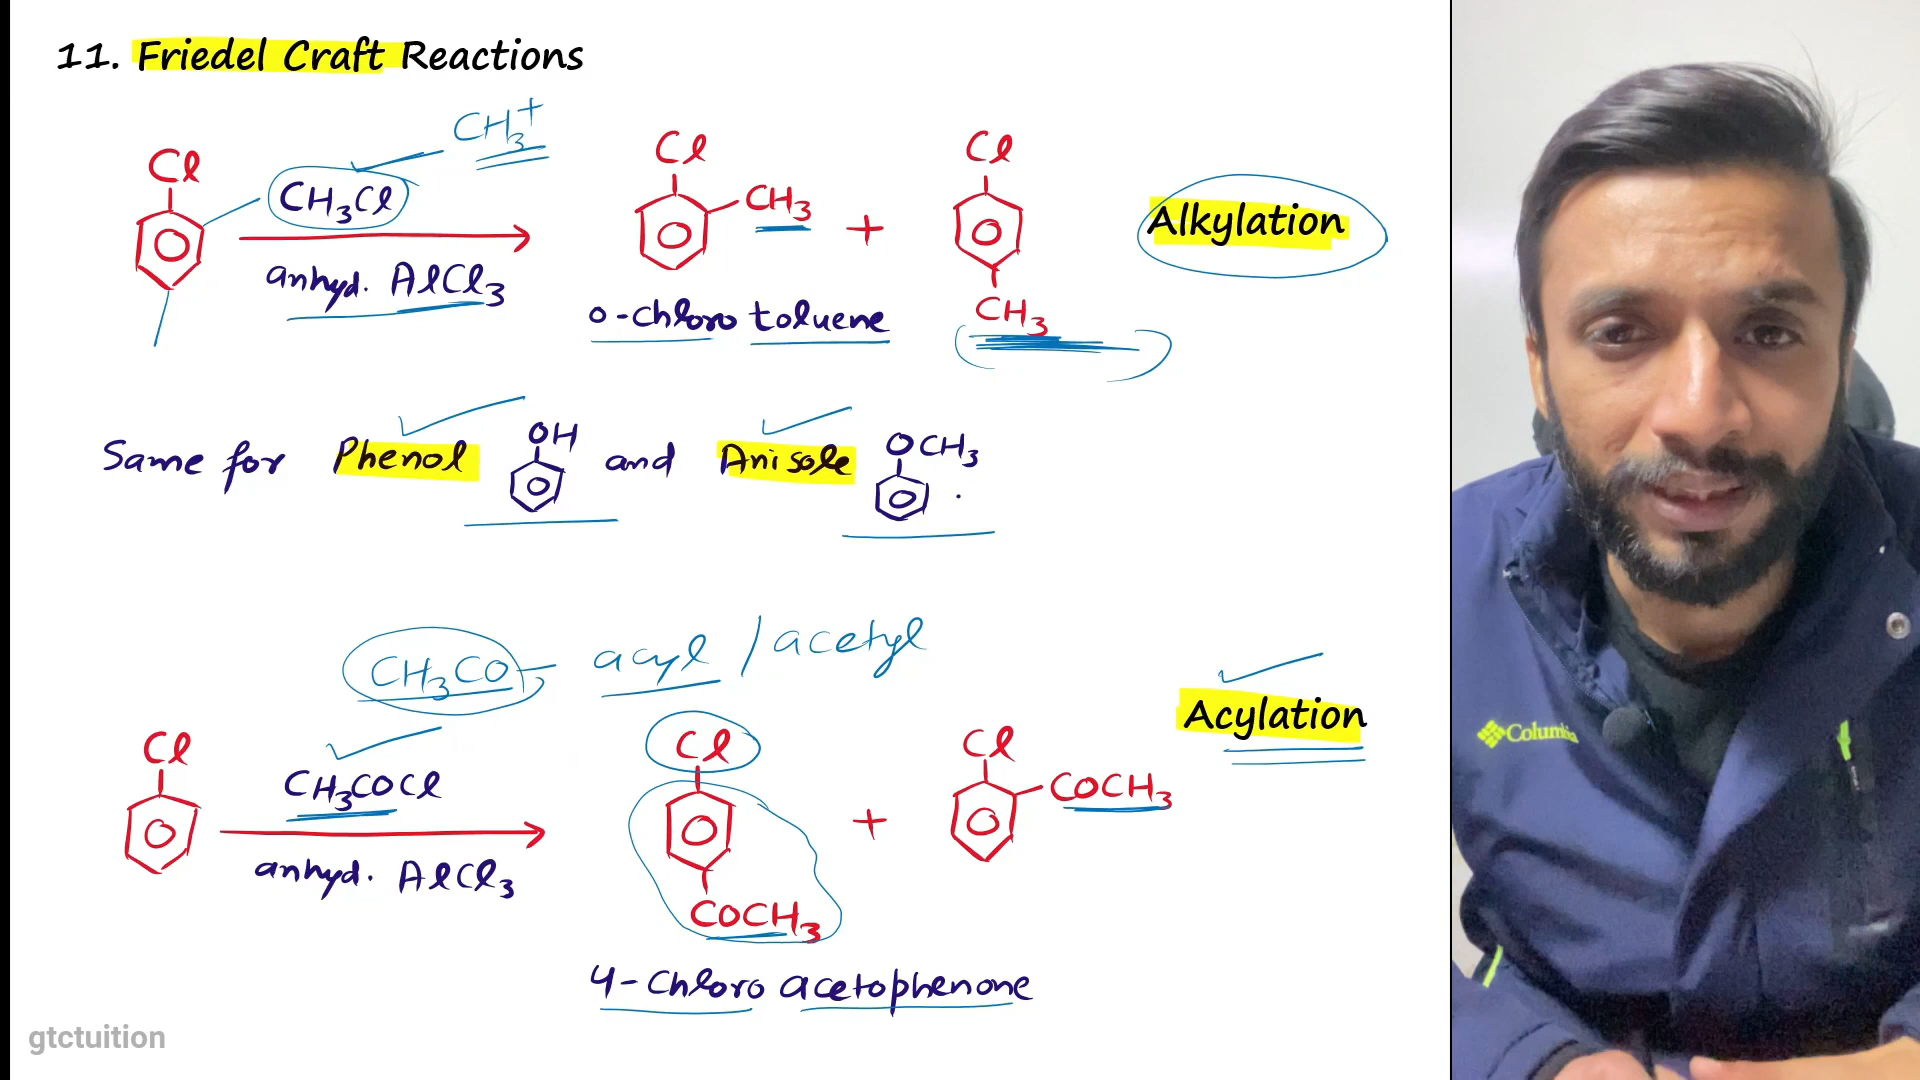 11. Friedel Craft Reactions
CH3+
Cl
CH3Cl
anhyd. AlCl3
Cl
CH3
o-chloro toluene
+
Cl
CH3
Alkylation
Same for Phenol OH and Anisole OCH3.
CH3CO- acyl / acetyl
Cl
CH3COCl
anhyd. AlCl3
Cl
COCH3
4-chloro acetophenone
+
Cl
COCH3
Acylation
Columbia
gtctuition